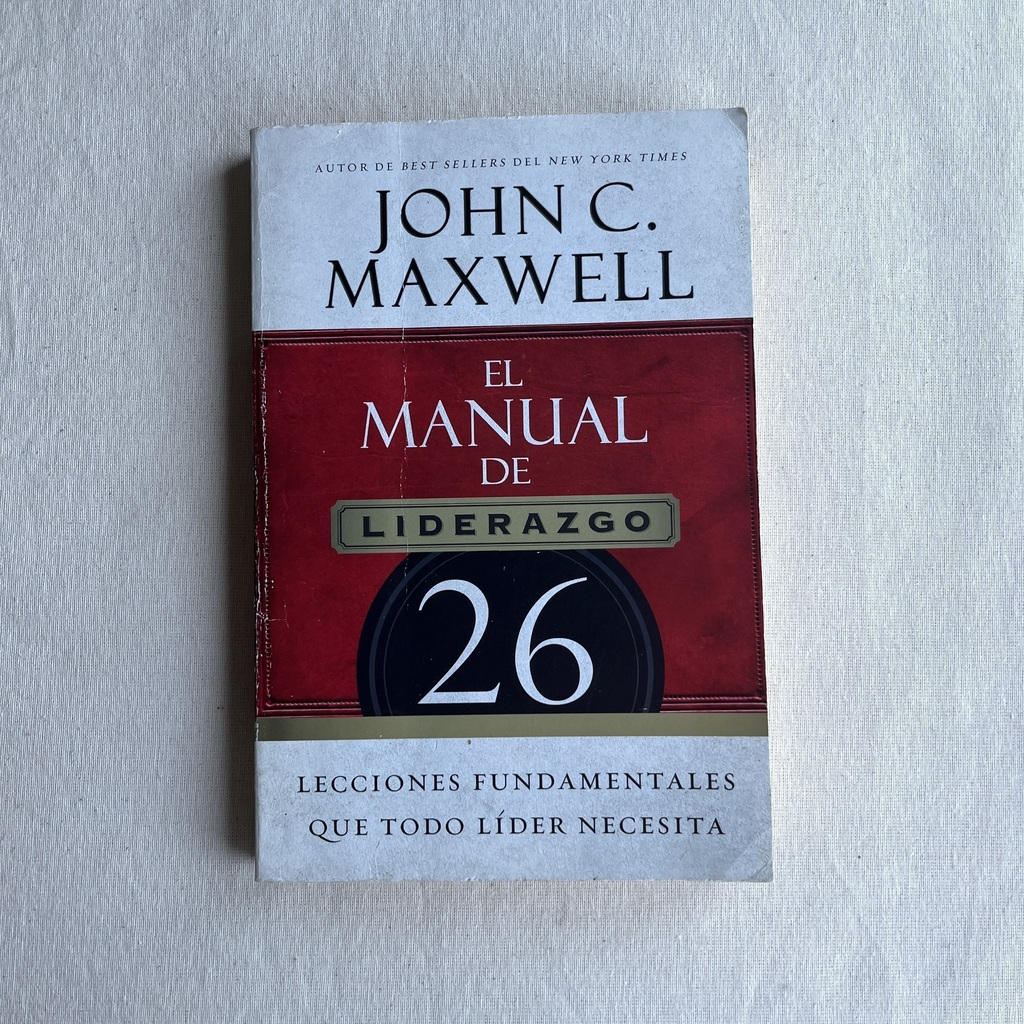 AUTOR DE BEST SELLERS DEL NEW YORK TIMES
JOHN C.
MAXWELL
EL
MANUAL
DE
LIDERAZGO
26
LECCIONES FUNDAMENTALES
QUE TODO LÍDER NECESITA